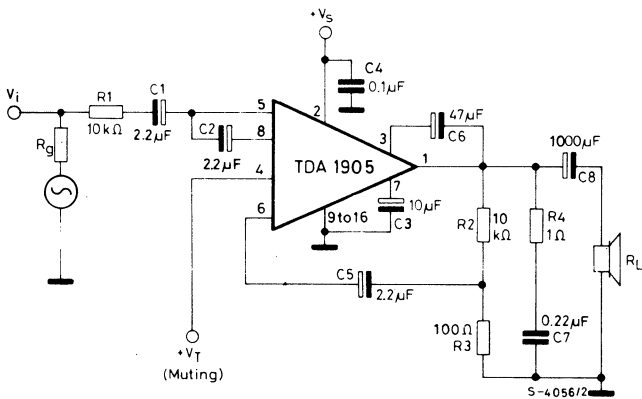 +Vs
Vi
R1
10kΩ
C1
2.2µF
C2
2.2µF
Rg
C4
0.1µF
47µF
C6
1000µF
C8
5
8
4
6
2
3
1
7
TDA 1905
9to16
10µF
C3
R2
10
kΩ
R4
1Ω
RL
C5
2.2µF
100Ω
R3
0.22µF
C7
+VT
(Muting)
S-4056/2